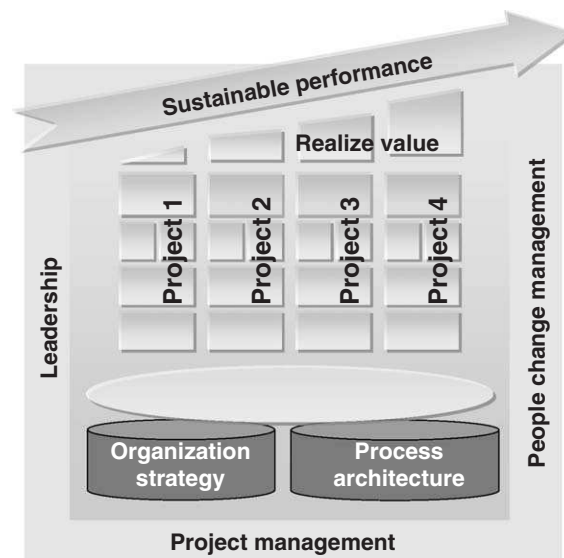 Sustainable performance
Realize value
Project 1
Project 2
Project 3
Project 4
Leadership
People change management
Organization
strategy
Process
architecture
Project management